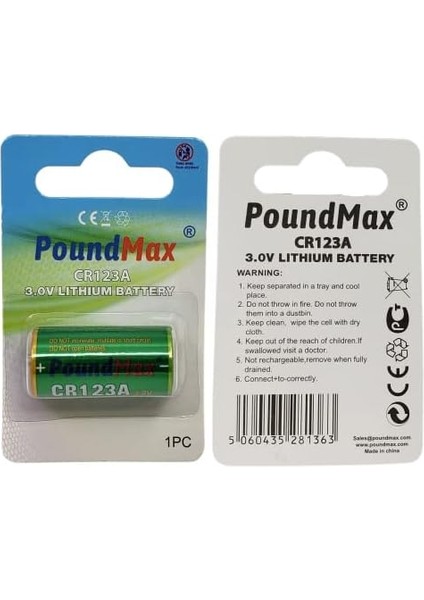 PoundMax®
CR123A
3.0V LITHIUM BATTERY
PoundMax
+ -
CR123A 3.0V
1PC
PoundMax®
CR123A
3.0V LITHIUM BATTERY
WARNING:
1. Keep separated in a tray and cool
place.
2. Do not throw in fire. Do not throw
them into a dustbin.
3. Keep clean, wipe the cell with dry
cloth.
4. Keep out of the reach of children.If
swallowed visit a doctor.
5. Not rechargeable,remove when fully
drained.
6. Connect+to-correctly.
5 060435 281363
Sales@poundmax.com
Made in china